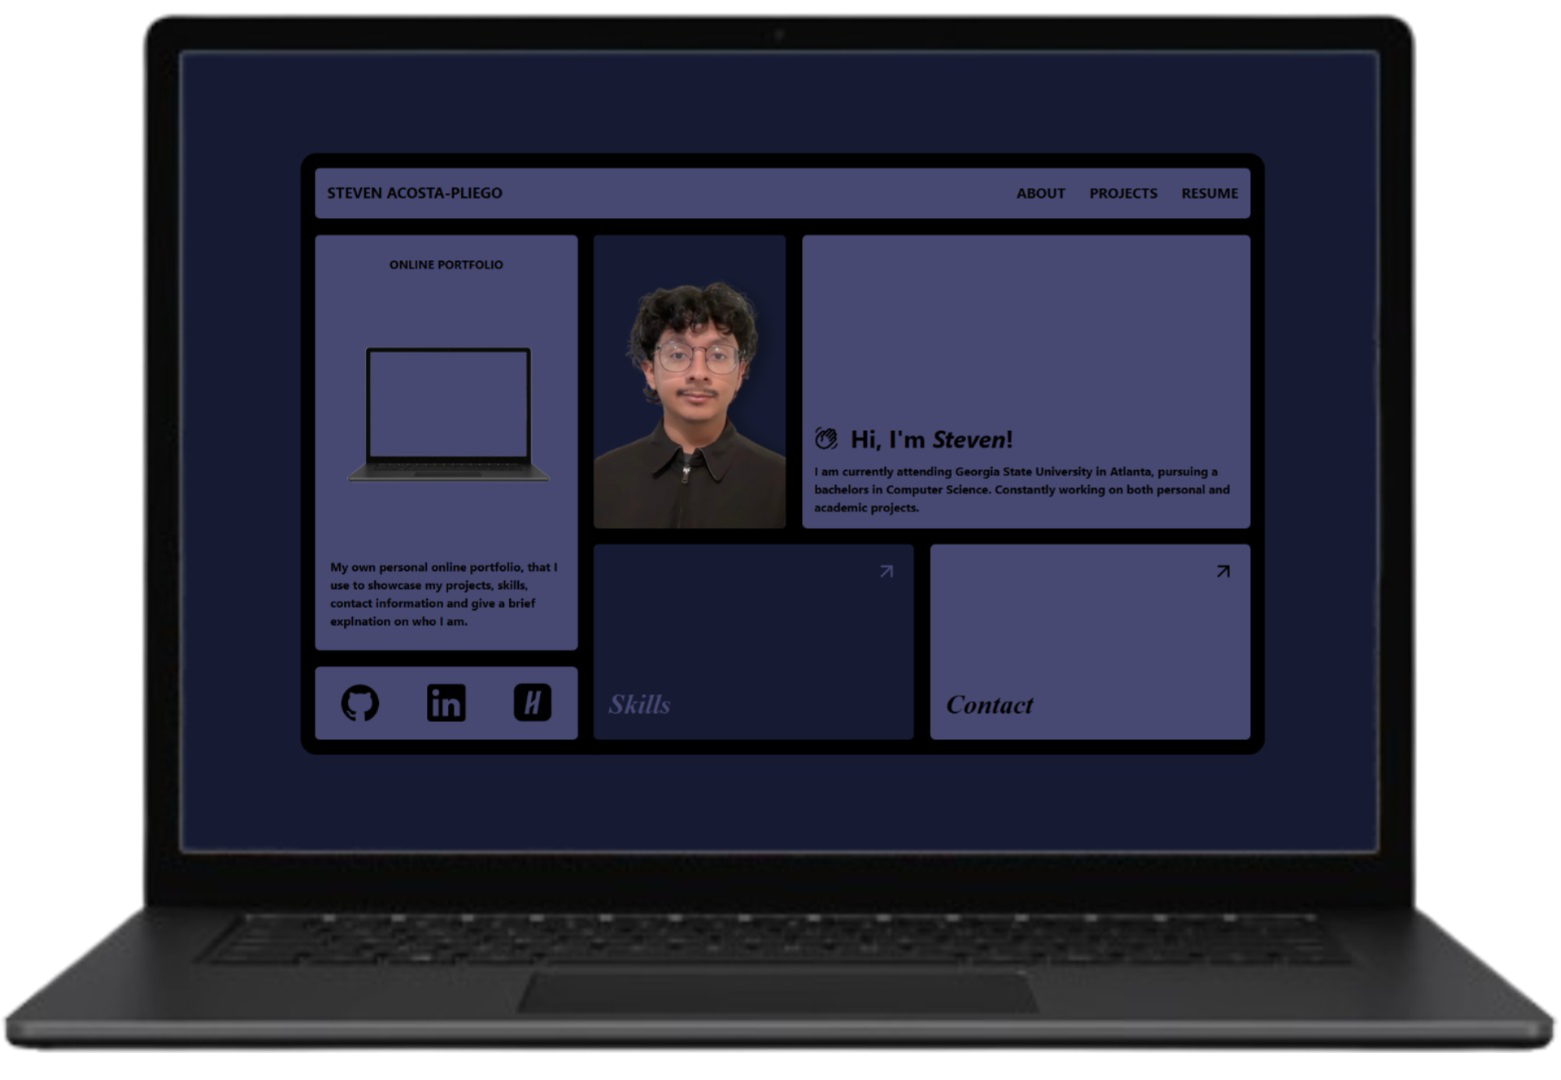 STEVEN ACOSTA-PLIEGO
ABOUT PROJECTS RESUME
ONLINE PORTFOLIO
My own personal online portfolio, that I
use to showcase my projects, skills,
contact information and give a brief
explnation on who I am.
in
H
Hi, I'm Steven!
I am currently attending Georgia State University in Atlanta, pursuing a
bachelors in Computer Science. Constantly working on both personal and
academic projects.
Skills
Contact